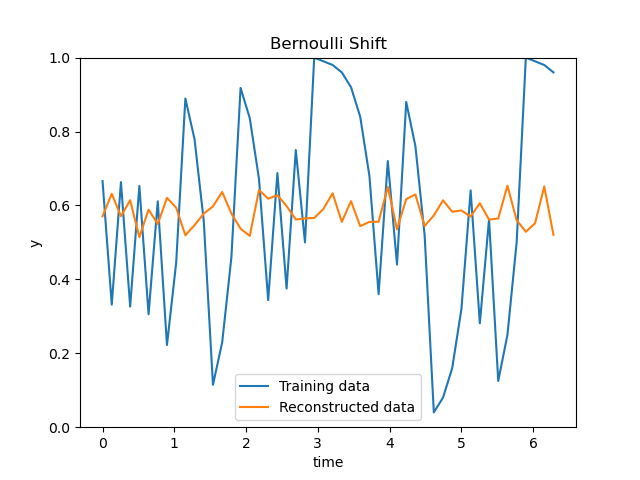 Bernoulli Shift
1.0
0.8
0.6
0.4
0.2
0.0
y
0 1 2 3 4 5 6
time
Training data
Reconstructed data